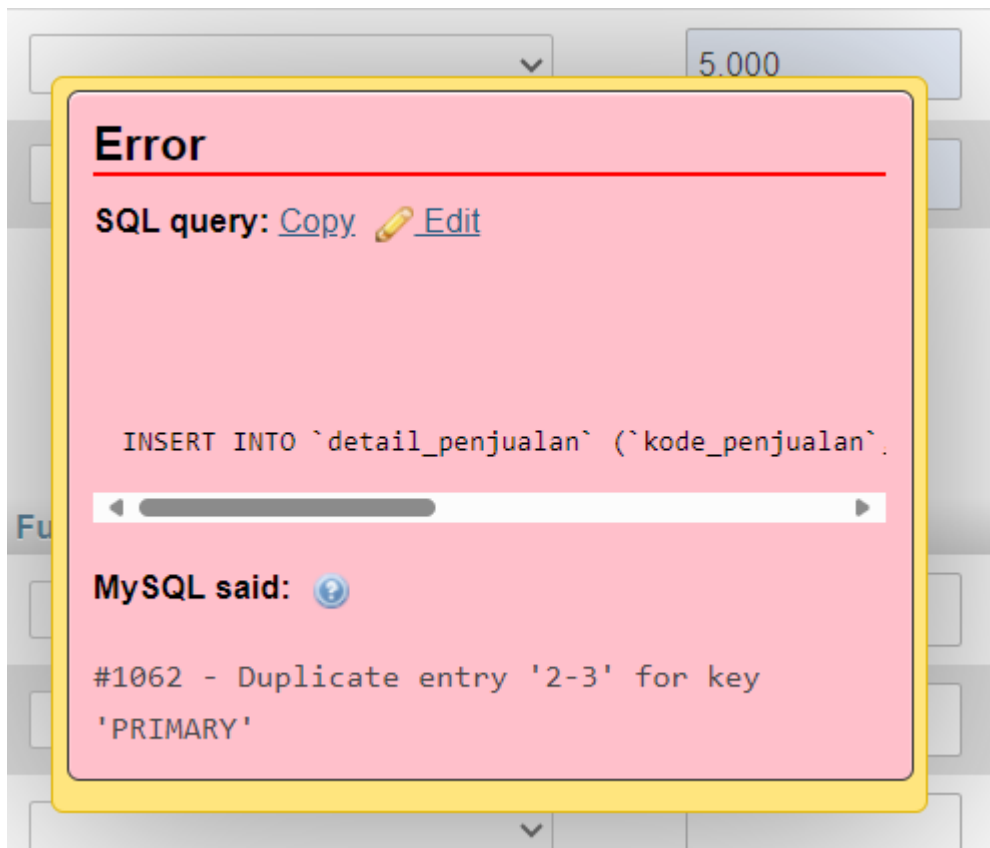 5.000
Error
SQL query: Copy Edit
INSERT INTO `detail_penjualan` (`kode_penjualan`,
Fu
MySQL said:
#1062 - Duplicate entry '2-3' for key
'PRIMARY'